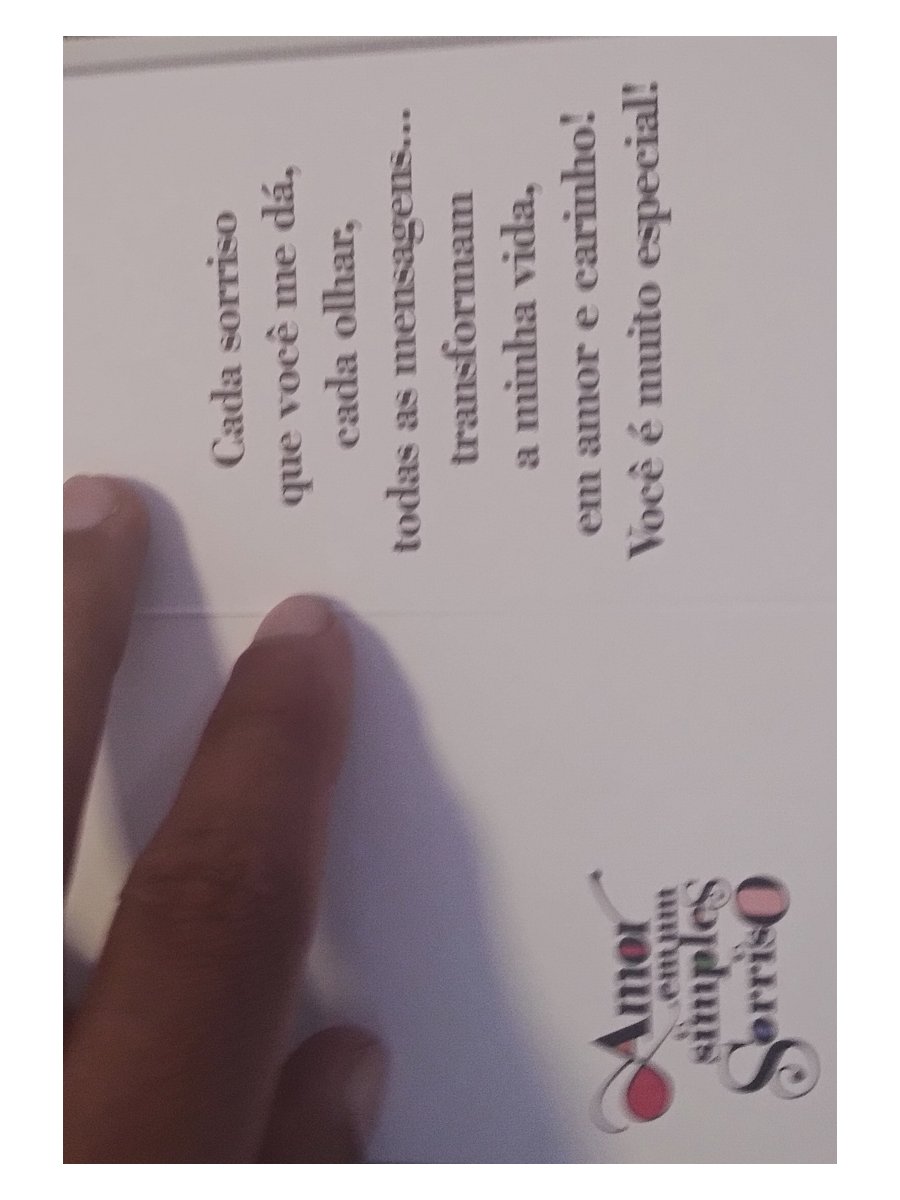 Cada sorriso
que você me dá,
cada olhar,
todas as mensagens...
transformam
a minha vida,
em amor e carinho!
Você é muito especial!
Amor
em um
simples
Sorriso